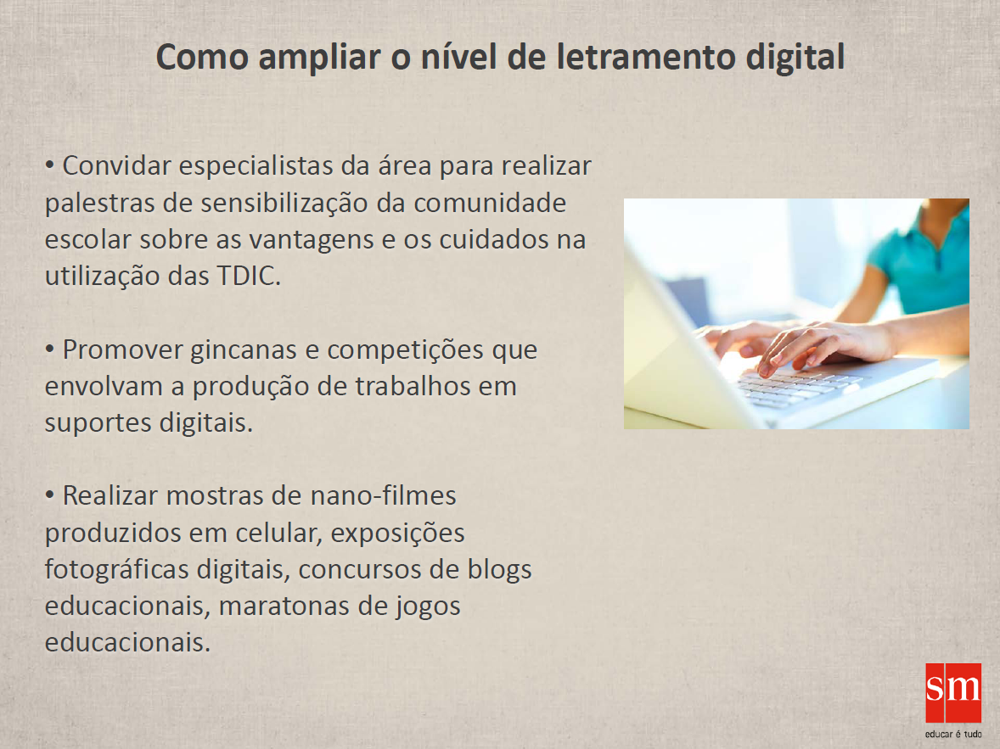 Como ampliar o nível de letramento digital
• Convidar especialistas da área para realizar
palestras de sensibilização da comunidade
escolar sobre as vantagens e os cuidados na
utilização das TDIC.
• Promover gincanas e competições que
envolvam a produção de trabalhos em
suportes digitais.
• Realizar mostras de nano-filmes
produzidos em celular, exposições
fotográficas digitais, concursos de blogs
educacionais, maratonas de jogos
educacionais.
sm
educar é tudo